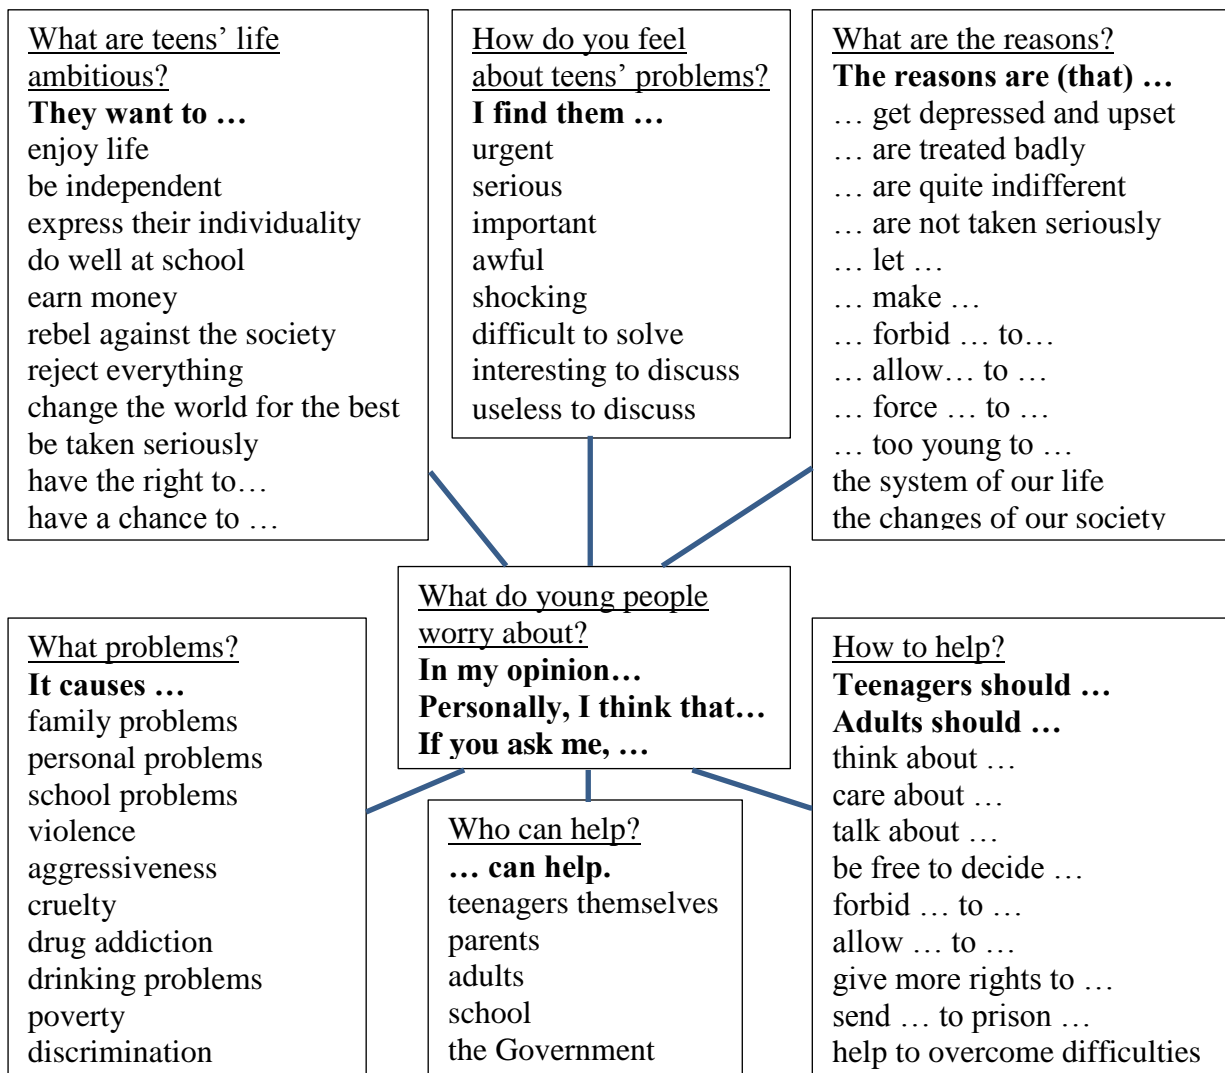 What are teens’ life
ambitious?
They want to …
enjoy life
be independent
express their individuality
do well at school
earn money
rebel against the society
reject everything
change the world for the best
be taken seriously
have the right to…
have a chance to …
How do you feel
about teens’ problems?
I find them …
urgent
serious
important
awful
shocking
difficult to solve
interesting to discuss
useless to discuss
What are the reasons?
The reasons are (that) …
… get depressed and upset
… are treated badly
… are quite indifferent
… are not taken seriously
… let …
… make …
… forbid … to…
… allow… to …
… force … to …
… too young to …
the system of our life
the changes of our society
What do young people
worry about?
In my opinion…
Personally, I think that…
If you ask me, …
What problems?
It causes …
family problems
personal problems
school problems
violence
aggressiveness
cruelty
drug addiction
drinking problems
poverty
discrimination
Who can help?
… can help.
teenagers themselves
parents
adults
school
the Government
How to help?
Teenagers should …
Adults should …
think about …
care about …
talk about …
be free to decide …
forbid … to …
allow … to …
give more rights to …
send … to prison …
help to overcome difficulties